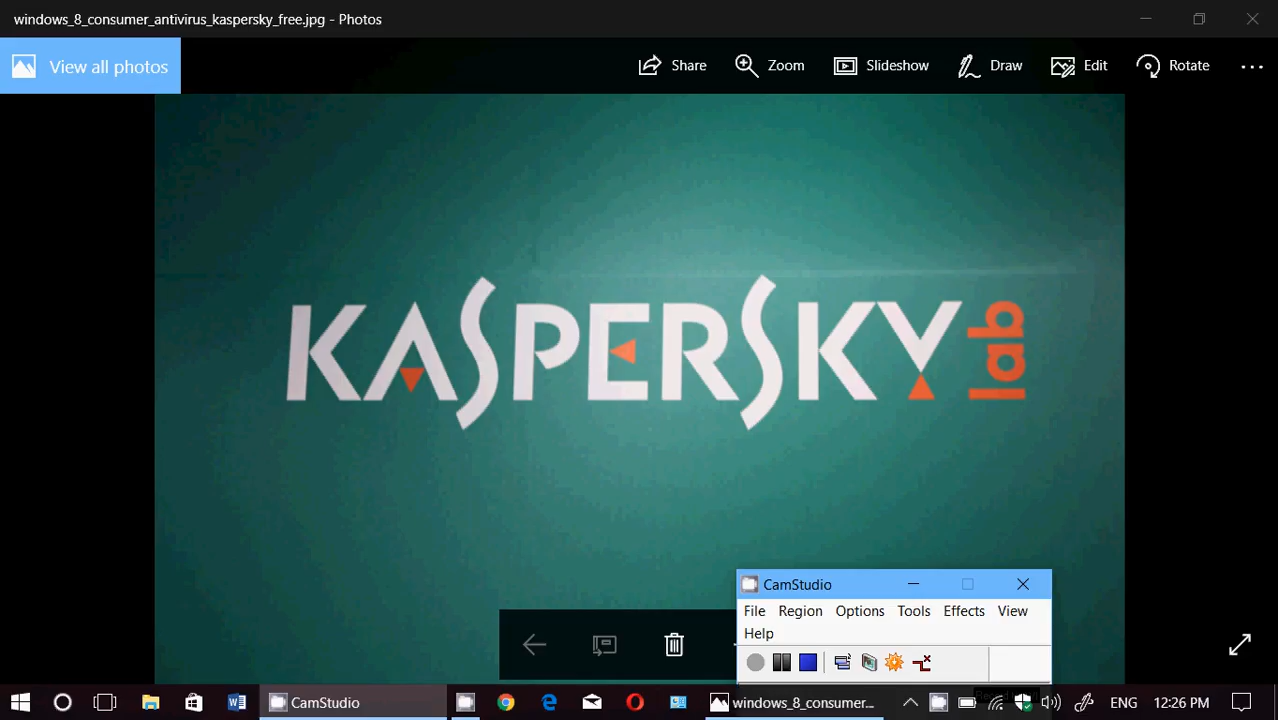 windows_8_consumer_antivirus_kaspersky_free.jpg - Photos
View all photos
Share
Zoom
Slideshow
Draw
Edit
Rotate
KASPERSKY lab
CamStudio
File Region Options Tools Effects View
Help
CamStudio
windows_8_consumer...
ENG
12:26 PM